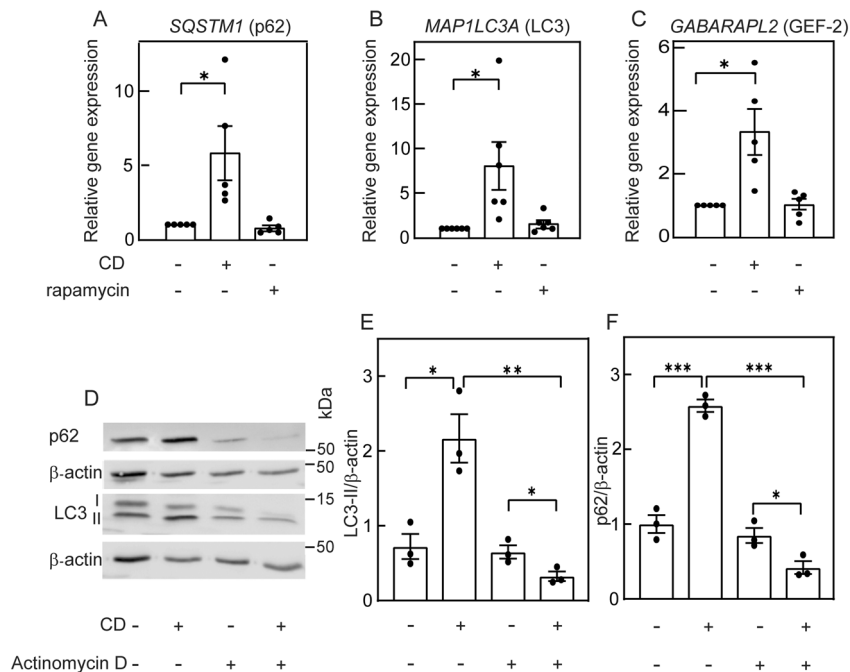 A
SQSTM1 (p62)
Relative gene expression
10
5
0
*
B
MAP1LC3A (LC3)
Relative gene expression
20
15
10
5
0
*
C
GABARAPL2 (GEF-2)
Relative gene expression
6
4
2
0
*
CD - + - - + - - + -
rapamycin - - + - - + - - +
D
kDa
p62
50
β-actin
50
LC3 I II
15
β-actin
50
CD - + - +
Actinomycin D - - + +
E
LC3-II/β-actin
3
2
1
0
* ** *
- + - +
- - + +
F
p62/β-actin
3
2
1
0
*** *** *
- + - +
- - + +